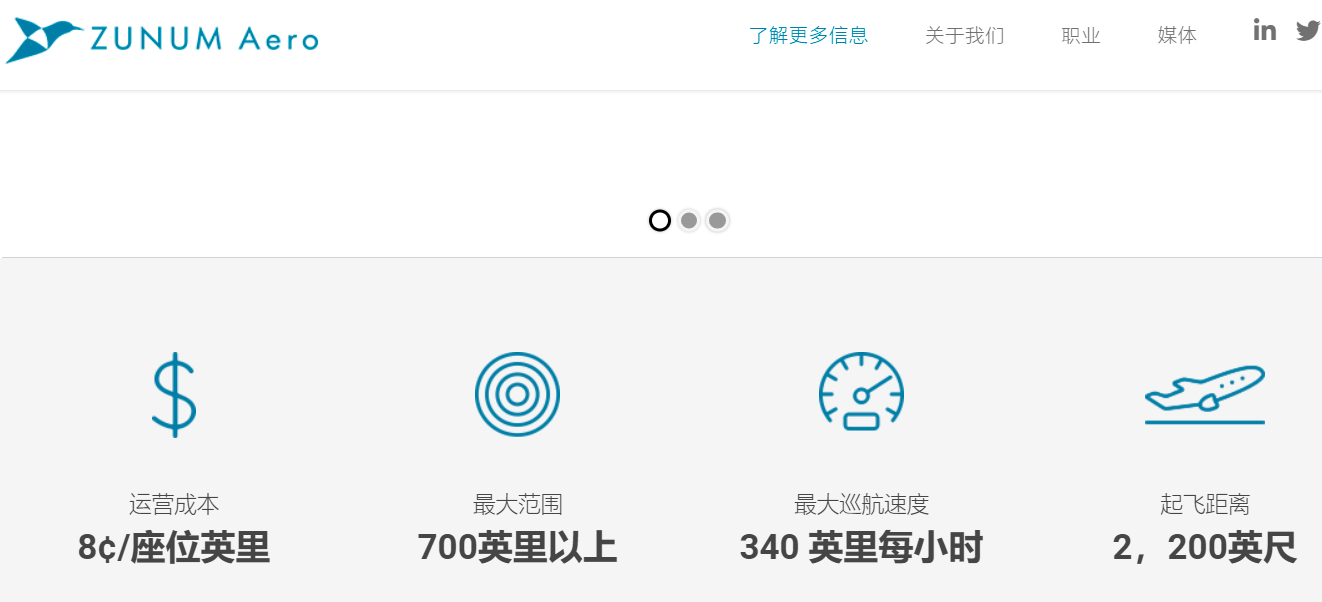 ZUNUM Aero
了解更多信息 关于我们 职业 媒体 in
运营成本 最大范围 最大巡航速度 起飞距离
8¢/座位英里 700英里以上 340 英里每小时 2，200英尺